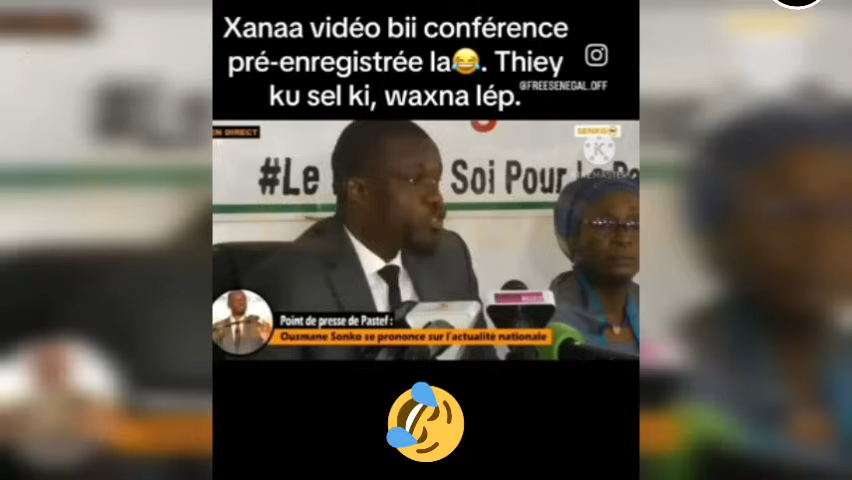 Xanaa vidéo bii conférence
pré-enregistrée la😂. Thiey
ku sel ki, waxna lép.
@FREESENEGAL.OFF
EN DIRECT
SENEGO
#Le
Soi Pour
Point de presse de Pastef :
Ousmane Sonko se prononce sur l'actualité nationale